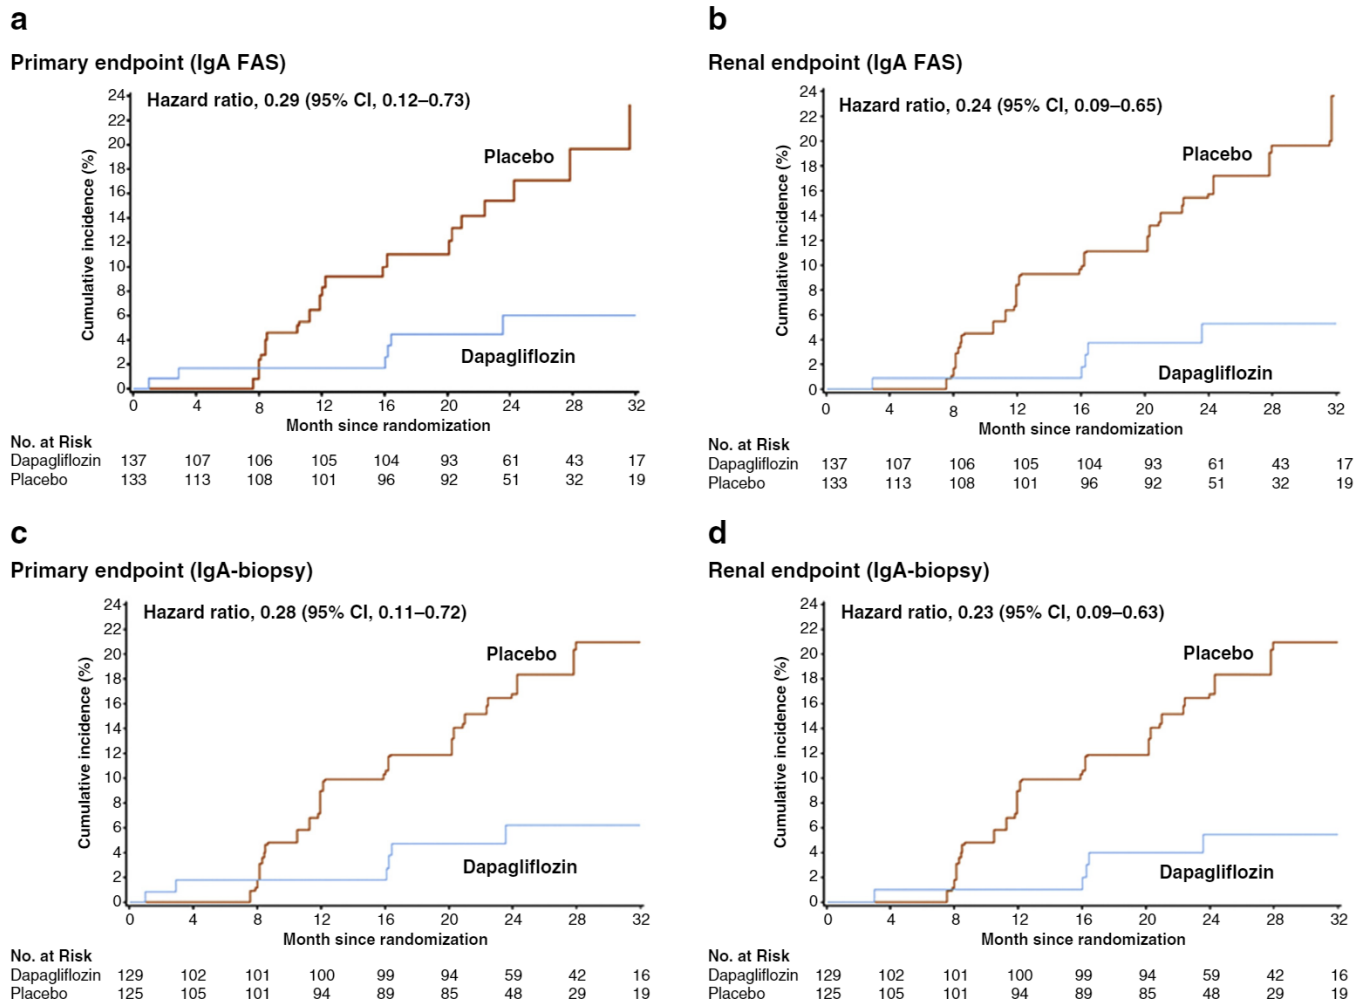 a
Primary endpoint (IgA FAS)
Hazard ratio, 0.29 (95% CI, 0.12–0.73)
Cumulative incidence (%)
24
22
20
18
16
14
12
10
8
6
4
2
0
Placebo
Dapagliflozin
0 4 8 12 16 20 24 28 32
Month since randomization
No. at Risk
Dapagliflozin 137 107 106 105 104 93 61 43 17
Placebo 133 113 108 101 96 92 51 32 19
b
Renal endpoint (IgA FAS)
Hazard ratio, 0.24 (95% CI, 0.09–0.65)
Cumulative incidence (%)
24
22
20
18
16
14
12
10
8
6
4
2
0
Placebo
Dapagliflozin
0 4 8 12 16 20 24 28 32
Month since randomization
No. at Risk
Dapagliflozin 137 107 106 105 104 93 61 43 17
Placebo 133 113 108 101 96 92 51 32 19
c
Primary endpoint (IgA-biopsy)
Hazard ratio, 0.28 (95% CI, 0.11–0.72)
Cumulative incidence (%)
24
22
20
18
16
14
12
10
8
6
4
2
0
Placebo
Dapagliflozin
0 4 8 12 16 20 24 28 32
Month since randomization
No. at Risk
Dapagliflozin 129 102 101 100 99 94 59 42 16
Placebo 125 105 101 94 89 85 48 29 19
d
Renal endpoint (IgA-biopsy)
Hazard ratio, 0.23 (95% CI, 0.09–0.63)
Cumulative incidence (%)
24
22
20
18
16
14
12
10
8
6
4
2
0
Placebo
Dapagliflozin
0 4 8 12 16 20 24 28 32
Month since randomization
No. at Risk
Dapagliflozin 129 102 101 100 99 94 59 42 16
Placebo 125 105 101 94 89 85 48 29 19